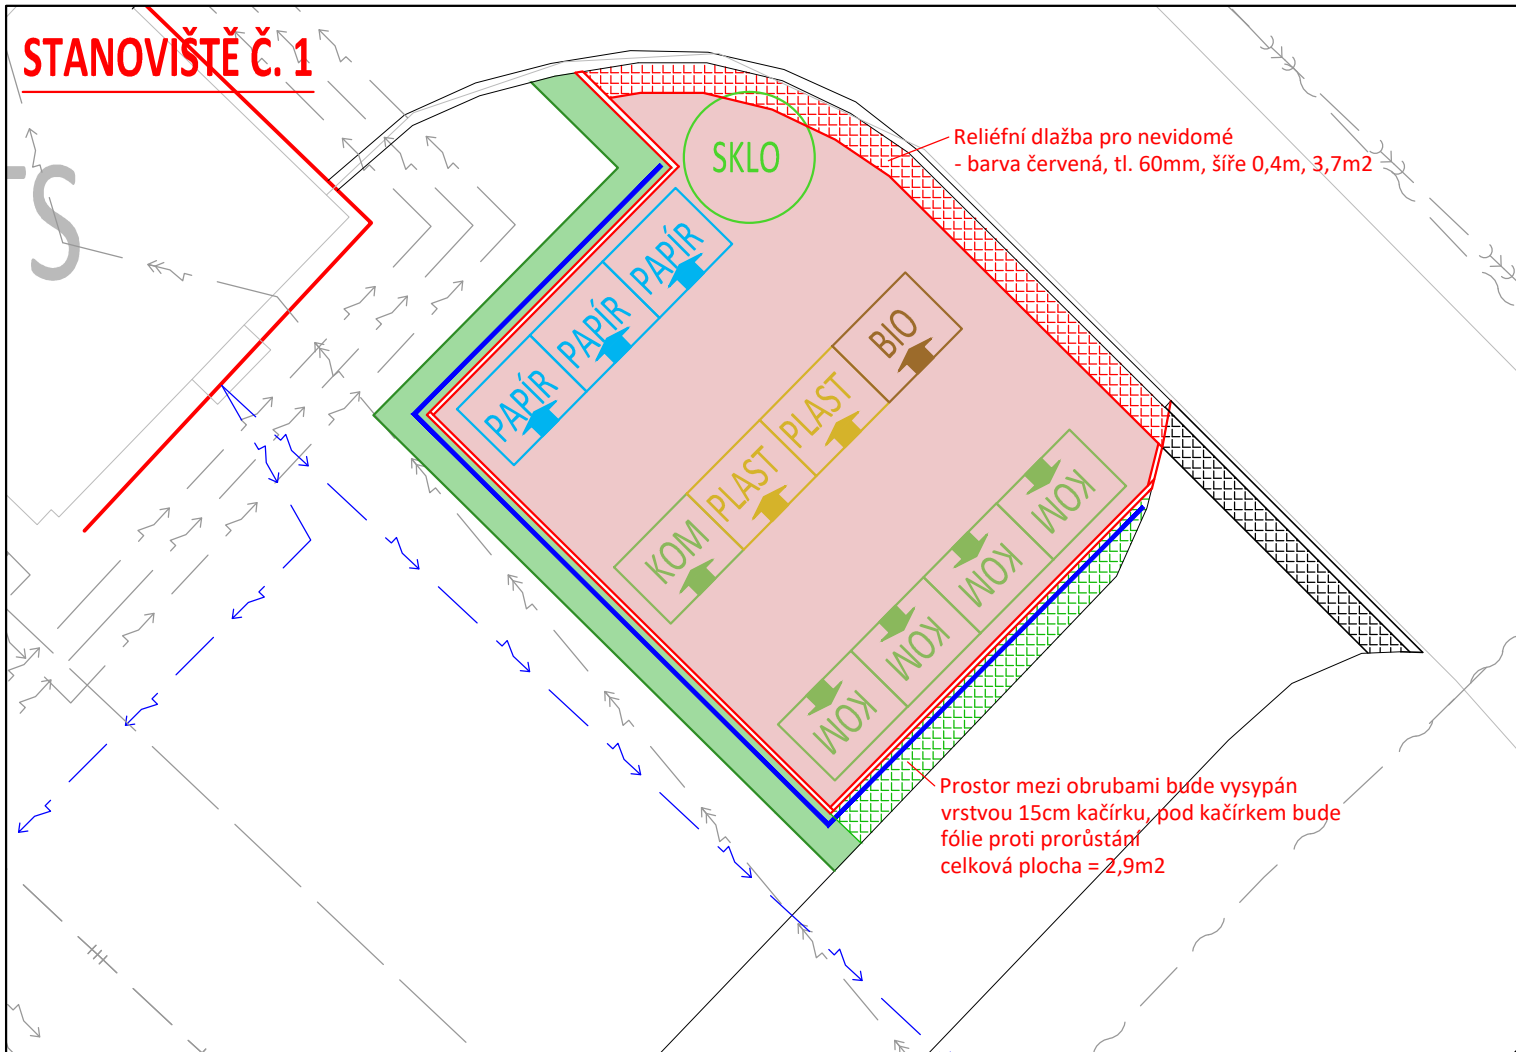 STANOVIŠTĚ Č. 1
TS
SKLO
Reliéfní dlažba pro nevidomé
- barva červená, tl. 60mm, šíře 0,4m, 3,7m2
PAPÍR
PAPÍR
PAPÍR
BIO
PLAST
PLAST
KOM
KOM
KOM
KOM
KOM
Prostor mezi obrubami bude vysypán
vrstvou 15cm kačírku, pod kačírkem bude
fólie proti prorůstání
celková plocha = 2,9m2